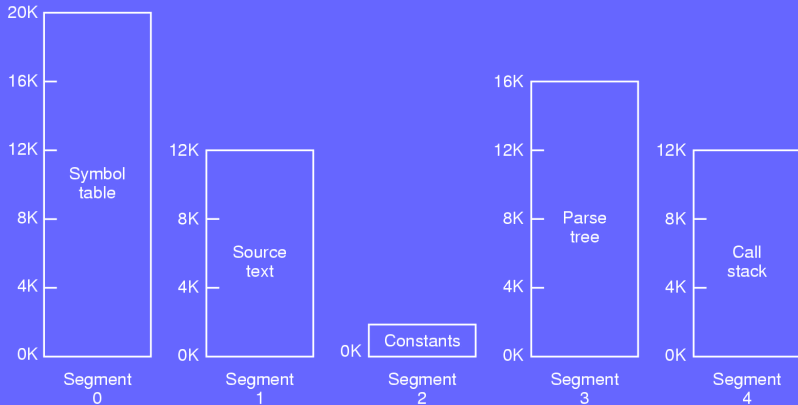 20K
16K
12K
8K
4K
0K
Symbol
table
Segment
0
12K
8K
4K
0K
Source
text
Segment
1
0K
Constants
Segment
2
16K
12K
8K
4K
0K
Parse
tree
Segment
3
12K
8K
4K
0K
Call
stack
Segment
4